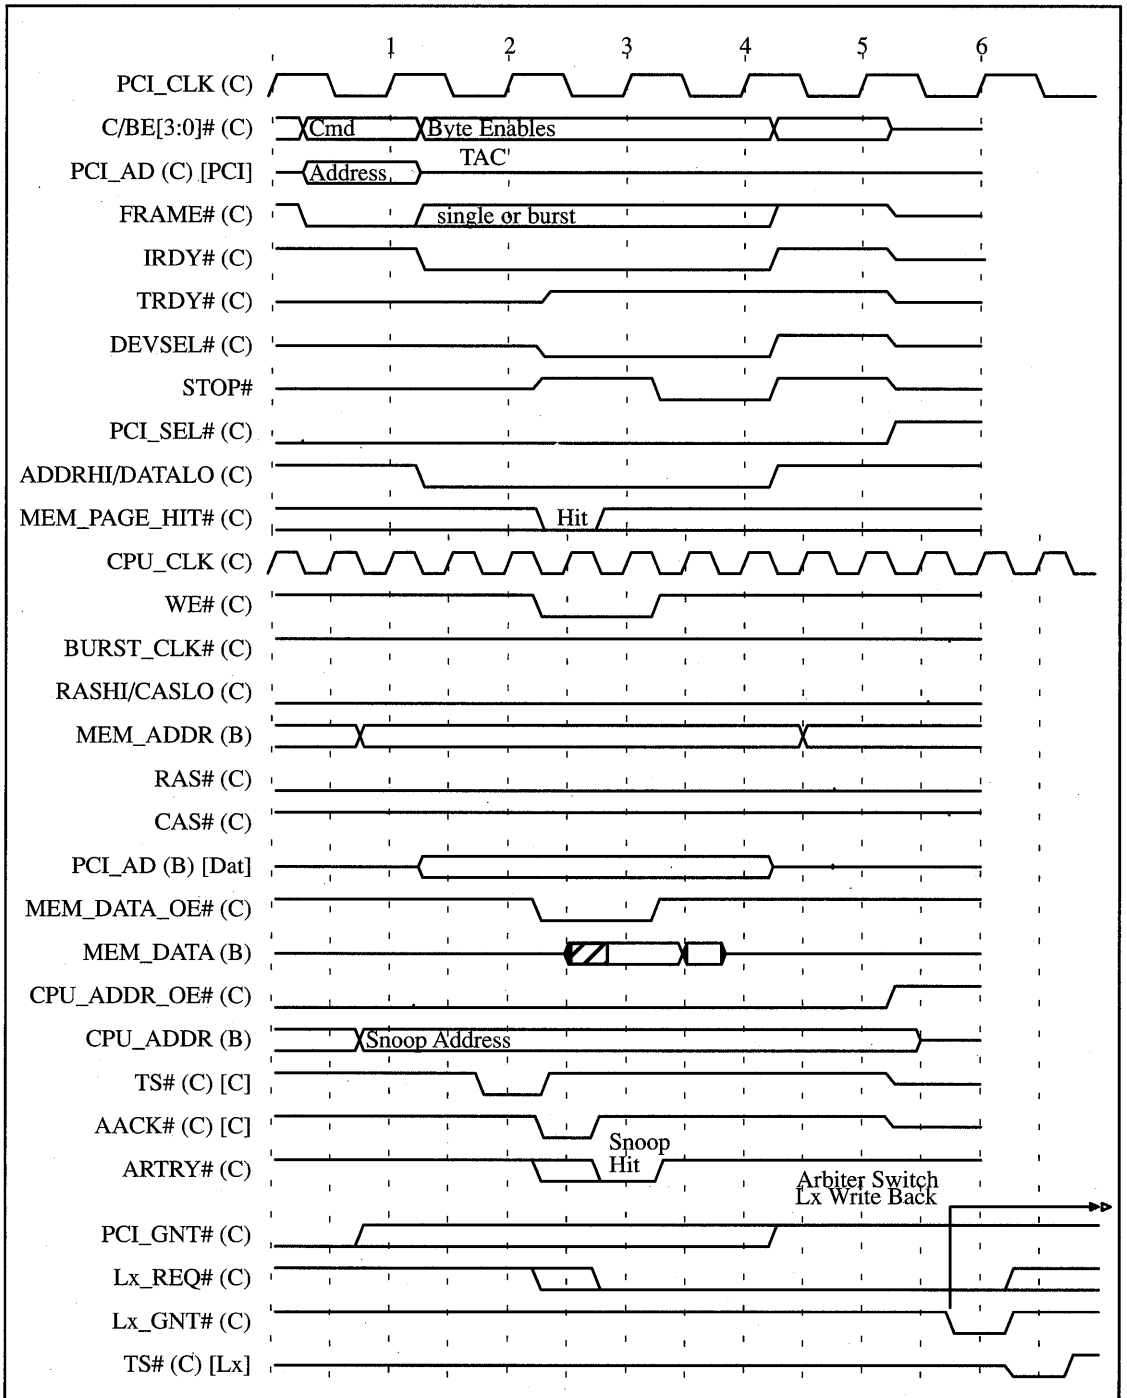 1 2 3 4 5 6
PCI_CLK (C)
C/BE[3:0]# (C) Cmd Byte Enables
TAC
PCI_AD (C) [PCI] Address
FRAME# (C) single or burst
IRDY# (C)
TRDY# (C)
DEVSEL# (C)
STOP#
PCI_SEL# (C)
ADDRHI/DATALO (C)
MEM_PAGE_HIT# (C) Hit
CPU_CLK (C)
WE# (C)
BURST_CLK# (C)
RASHI/CASLO (C)
MEM_ADDR (B)
RAS# (C)
CAS# (C)
PCI_AD (B) [Dat]
MEM_DATA_OE# (C)
MEM_DATA (B)
CPU_ADDR_OE# (C)
CPU_ADDR (B) Snoop Address
TS# (C) [C]
AACK# (C) [C]
Snoop
ARTRY# (C) Hit
Arbiter Switch
Lx Write Back
PCI_GNT# (C)
Lx_REQ# (C)
Lx_GNT# (C)
TS# (C) [Lx]